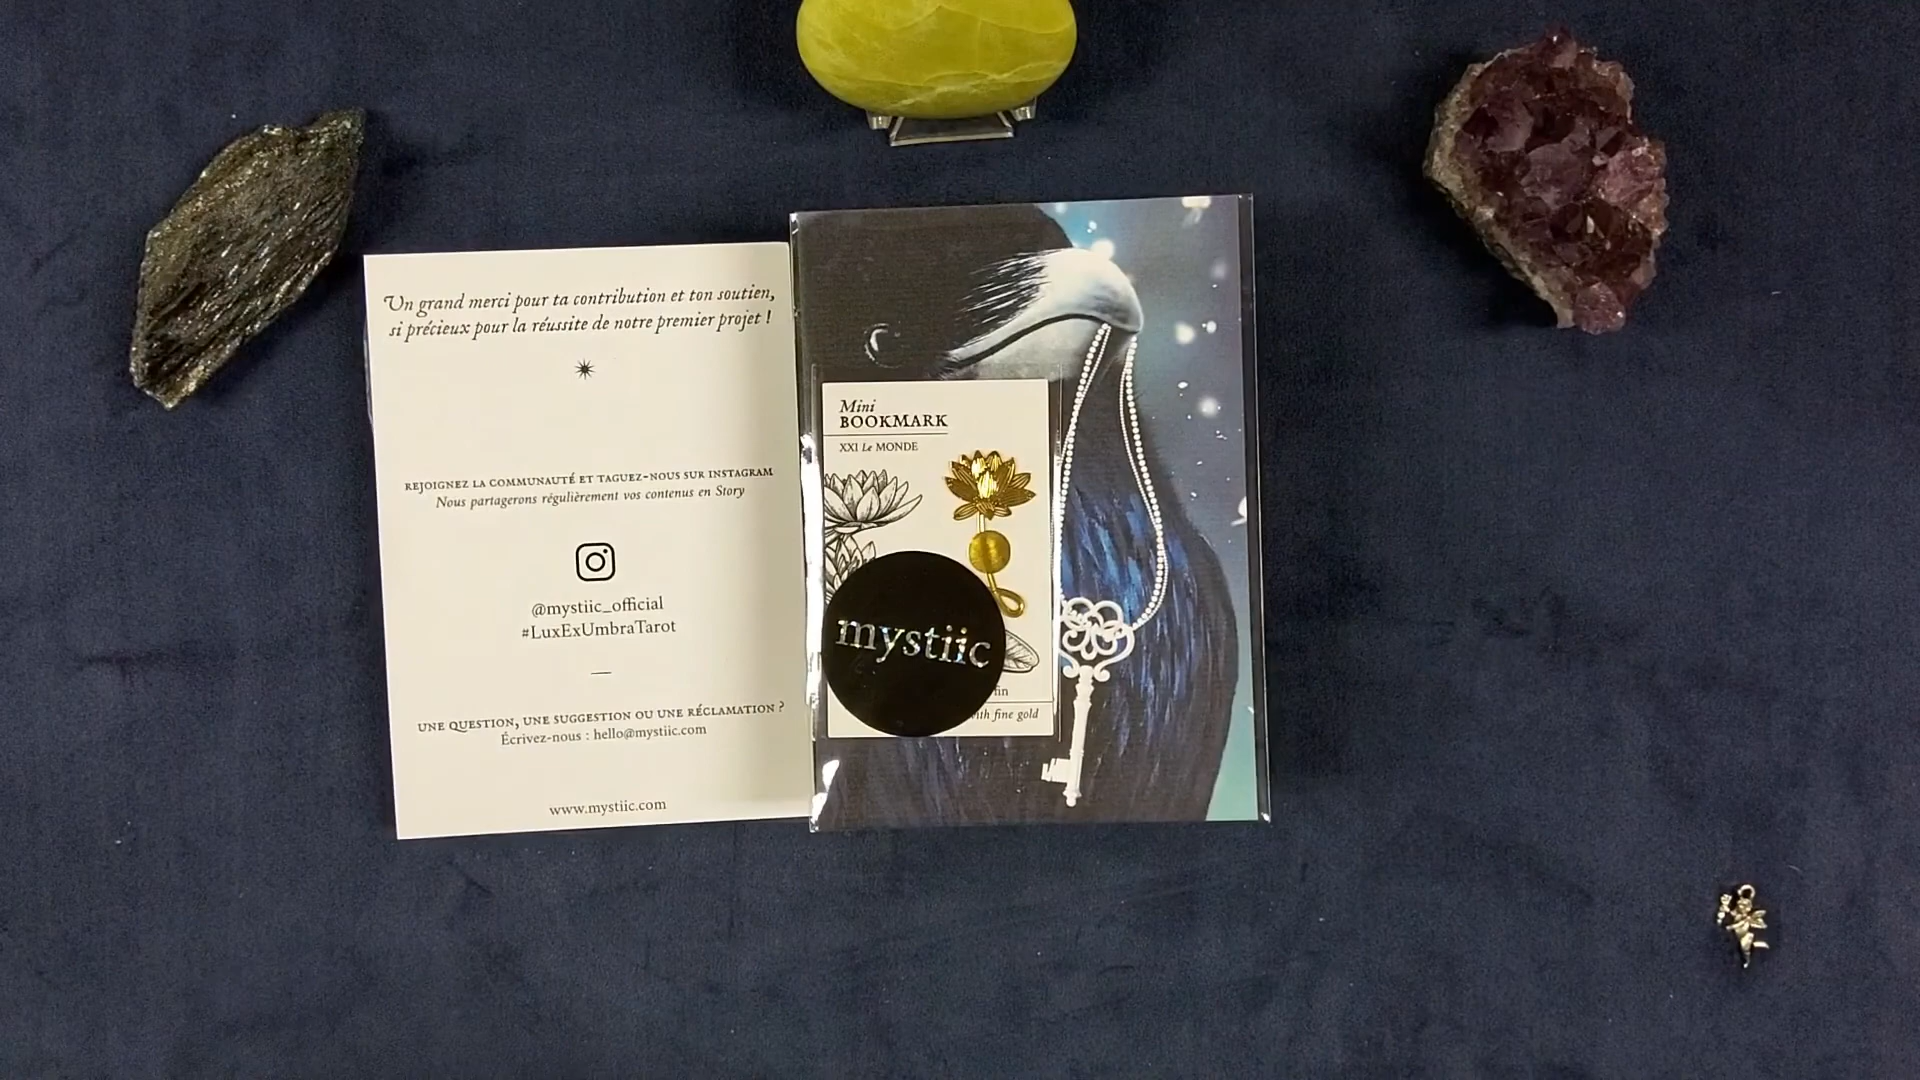 Un grand merci pour ta contribution et ton soutien,
si précieux pour la réussite de notre premier projet !
REJOIGNEZ LA COMMUNAUTÉ ET TAGUEZ-NOUS SUR INSTAGRAM
Nous partagerons régulièrement vos contenus en Story
@mystiic_official
#LuxExUmbraTarot
UNE QUESTION, UNE SUGGESTION OU UNE RÉCLAMATION ?
Écrivez-nous : hello@mystiic.com
www.mystiic.com
Mini
BOOKMARK
XXI Le MONDE
mystiic
fin
with fine gold